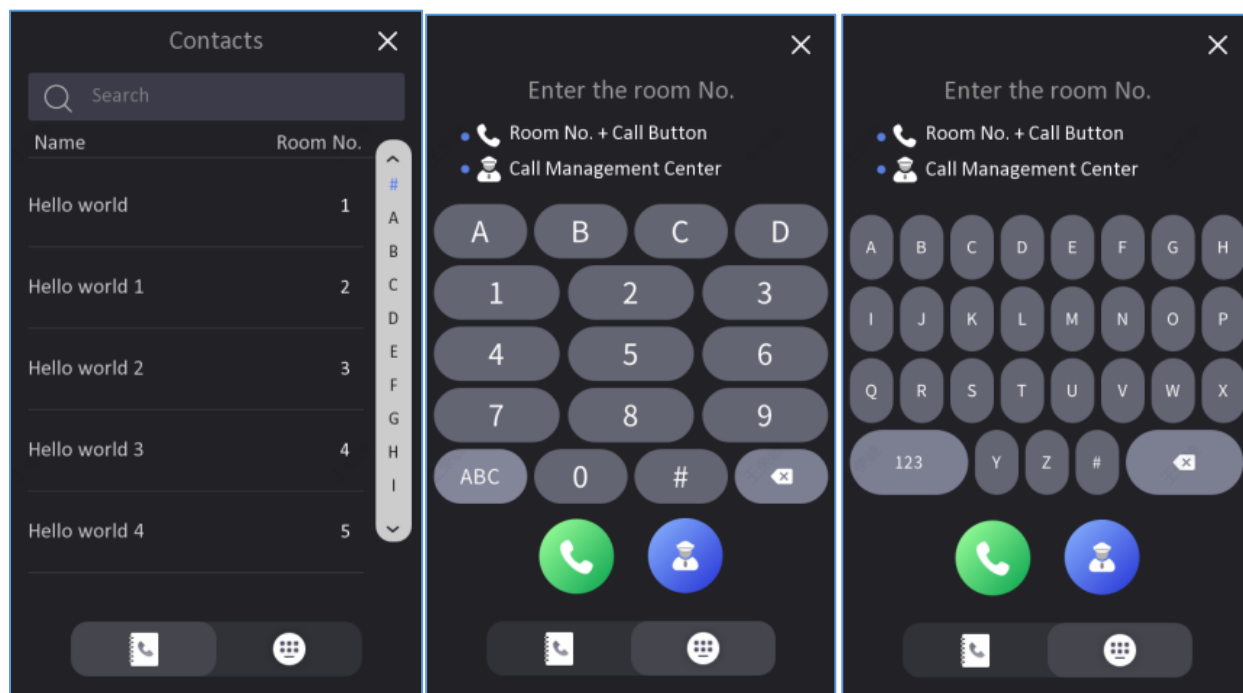 Contacts
Search
Name Room No.
Hello world 1
Hello world 1 2
Hello world 2 3
Hello world 3 4
Hello world 4 5
#
A
B
C
D
E
F
G
H
I
Enter the room No.
Room No. + Call Button
Call Management Center
A B C D
1 2 3
4 5 6
7 8 9
ABC 0 #
Enter the room No.
Room No. + Call Button
Call Management Center
A B C D E F G H
I J K L M N O P
Q R S T U V W X
123 Y Z #